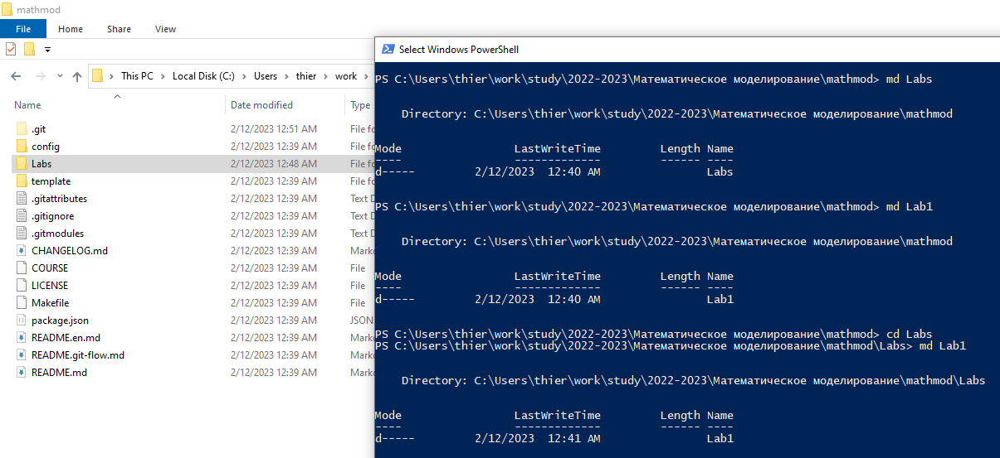 mathmod
File Home Share View
This PC > Local Disk (C:) > Users > thier > work >
Name Date modified Type
.git 2/12/2023 12:51 AM File fo
config 2/12/2023 12:39 AM File fo
Labs 2/12/2023 12:48 AM File fo
template 2/12/2023 12:39 AM File fo
.gitattributes 2/12/2023 12:39 AM Text D
.gitignore 2/12/2023 12:39 AM Text D
.gitmodules 2/12/2023 12:39 AM Text D
CHANGELOG.md 2/12/2023 12:39 AM Marko
COURSE 2/12/2023 12:39 AM File
LICENSE 2/12/2023 12:39 AM File
Makefile 2/12/2023 12:39 AM File
package.json 2/12/2023 12:39 AM JSON
README.en.md 2/12/2023 12:39 AM Marko
README.git-flow.md 2/12/2023 12:39 AM Marko
README.md 2/12/2023 12:39 AM Marko
Select Windows PowerShell
PS C:\Users\thier\work\study\2022-2023\Математическое моделирование\mathmod> md Labs
Directory: C:\Users\thier\work\study\2022-2023\Математическое моделирование\mathmod
Mode LastWriteTime Length Name
---- ------------- ------ ----
d----- 2/12/2023 12:40 AM Labs
PS C:\Users\thier\work\study\2022-2023\Математическое моделирование\mathmod> md Lab1
Directory: C:\Users\thier\work\study\2022-2023\Математическое моделирование\mathmod
Mode LastWriteTime Length Name
---- ------------- ------ ----
d----- 2/12/2023 12:40 AM Lab1
PS C:\Users\thier\work\study\2022-2023\Математическое моделирование\mathmod> cd Labs
PS C:\Users\thier\work\study\2022-2023\Математическое моделирование\mathmod\Labs> md Lab1
Directory: C:\Users\thier\work\study\2022-2023\Математическое моделирование\mathmod\Labs
Mode LastWriteTime Length Name
---- ------------- ------ ----
d----- 2/12/2023 12:41 AM Lab1